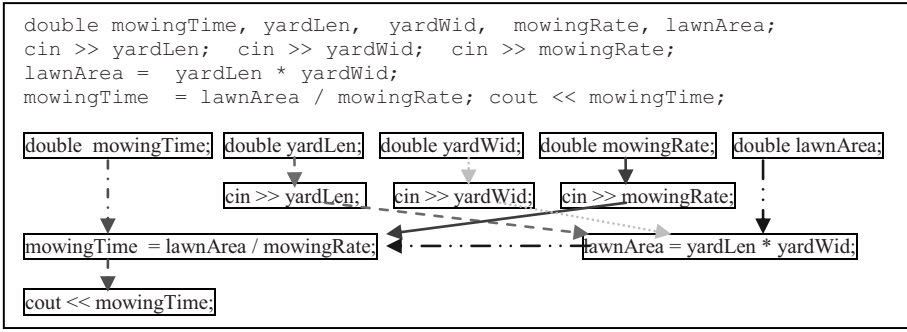 double mowingTime, yardLen,  yardWid,  mowingRate, lawnArea;
cin >> yardLen;  cin >> yardWid;  cin >> mowingRate;
lawnArea =  yardLen * yardWid;
mowingTime  = lawnArea / mowingRate; cout << mowingTime;
double  mowingTime; double yardLen; double yardWid; double mowingRate; double lawnArea;
cin >> yardLen; cin >> yardWid; cin >> mowingRate;
mowingTime  = lawnArea / mowingRate; lawnArea = yardLen * yardWid;
cout << mowingTime;